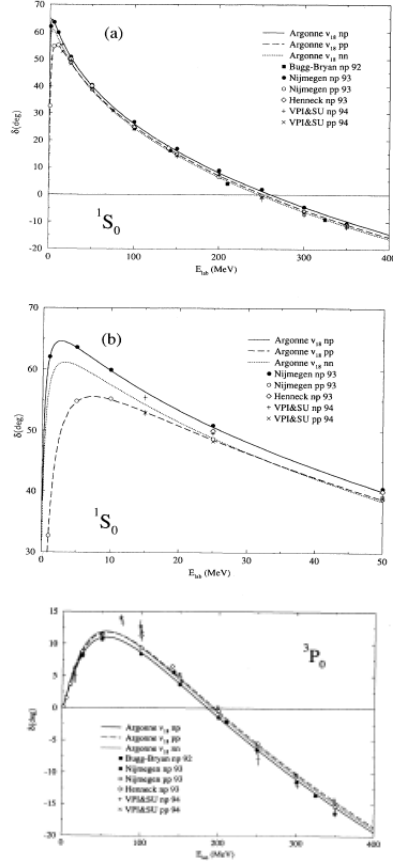 70
60
50
40
30
20
10
0
-10
-20
δ(deg)
(a)
Argonne v18 np
Argonne v18 pp
Argonne v18 nn
Bugg-Bryan np 92
Nijmegen np 93
Nijmegen pp 93
Henneck np 93
VPI&SU np 94
VPI&SU pp 94
1S0
0 100 200 300 400
Elab (MeV)
70
60
50
40
30
δ(deg)
(b)
Argonne v18 np
Argonne v18 pp
Argonne v18 nn
Nijmegen np 93
Nijmegen pp 93
Henneck np 93
VPI&SU np 94
VPI&SU pp 94
1S0
0 10 20 30 40 50
Elab (MeV)
15
10
5
0
-5
-10
-15
-20
δ(deg)
3P0
Argonne v18 np
Argonne v18 pp
Argonne v18 nn
Bugg-Bryan np 92
Nijmegen np 93
Nijmegen pp 93
Henneck np 93
VPI&SU np 94
VPI&SU pp 94
0 100 200 300 400
Elab (MeV)